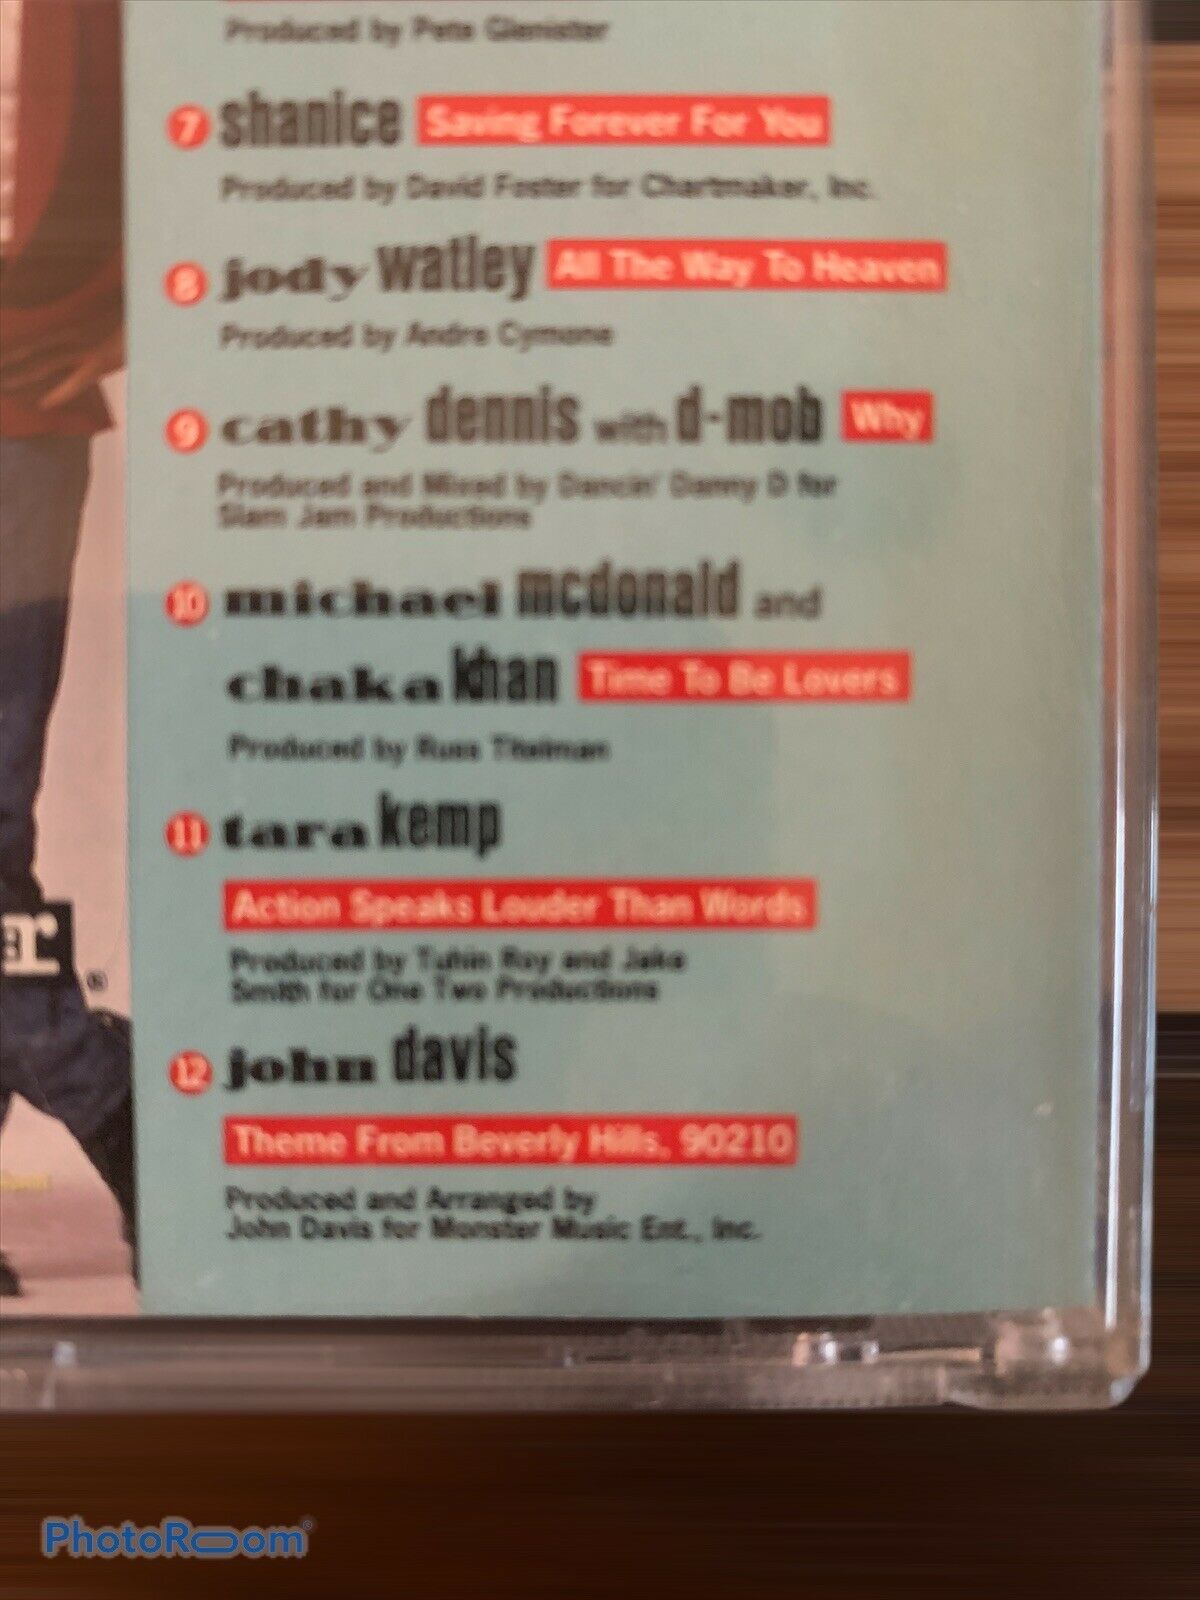 Produced by Pete Glenister
7 shanice Saving Forever For You
Produced by David Foster for Chartmaker, Inc.
8 jody watley All The Way To Heaven
Produced by Andre Cymone
9 cathy dennis with d-mob Why
Produced and Mixed by Dancin' Danny D for
Slam Jam Productions
10 michael mcdonald and
chaka khan Time To Be Lovers
Produced by Russ Titelman
11 tara kemp
Action Speaks Louder Than Words
Produced by Tuhin Roy and Jake
Smith for One Two Productions
r®
12 john davis
Theme From Beverly Hills, 90210
Produced and Arranged by
John Davis for Monster Music Ent., Inc.
PhotoRoom